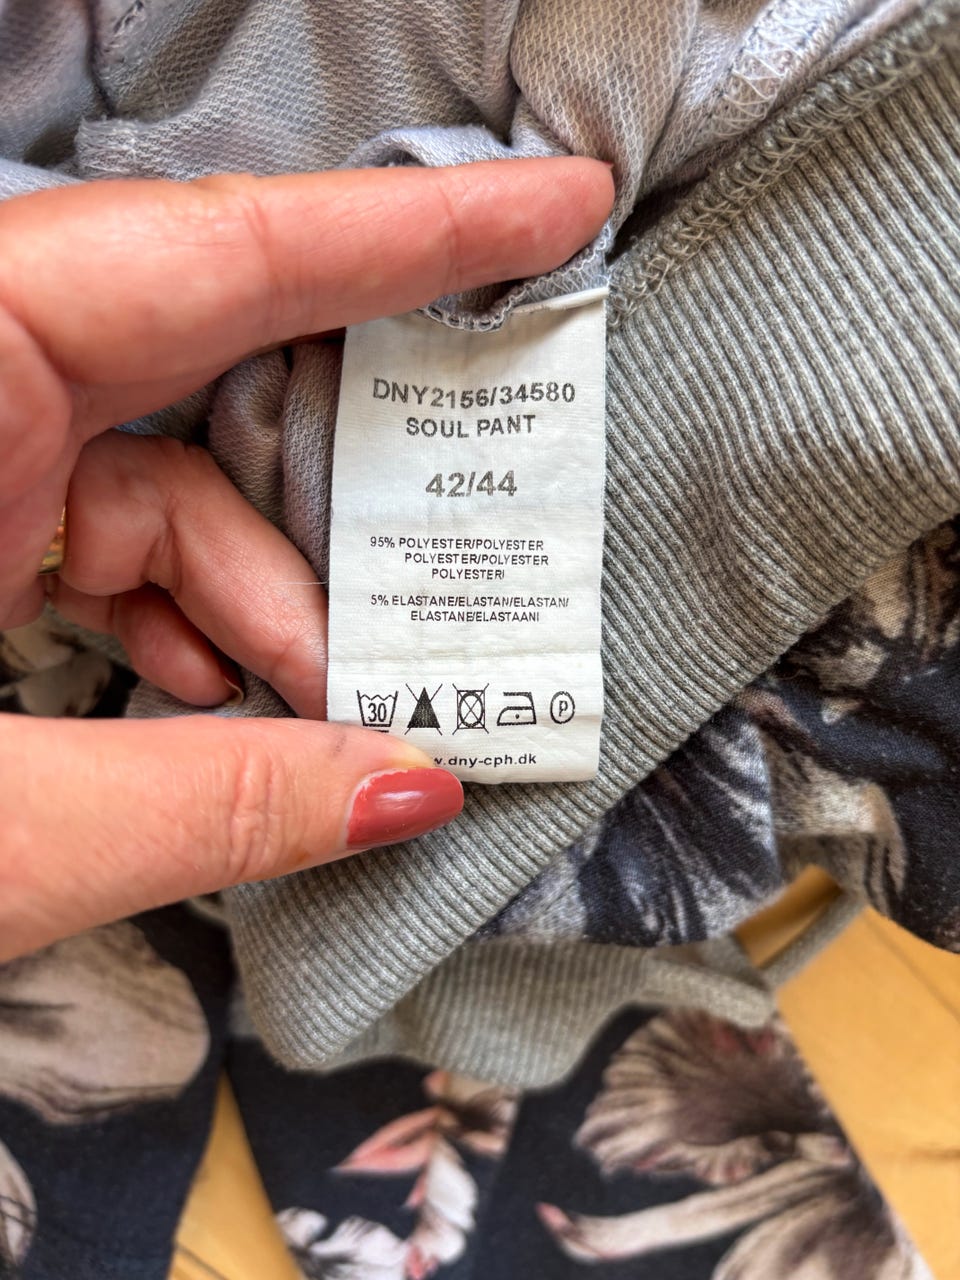 DNY2156/34580
SOUL PANT
42/44
95% POLYESTER/POLYESTER
POLYESTER/POLYESTER
POLYESTERI
5% ELASTANE/ELASTAN/ELASTAN/
ELASTANE/ELASTAANI
30 P
.dny-cph.dk